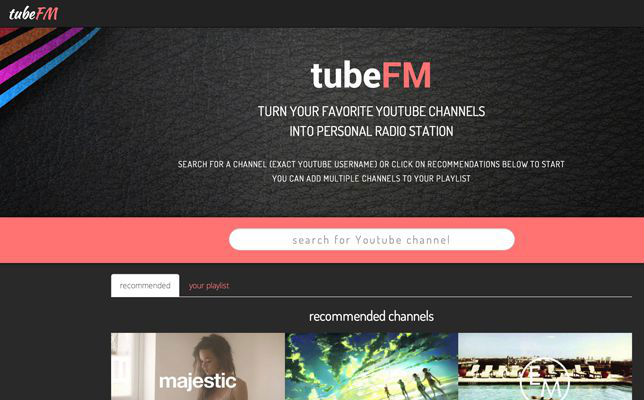 tubeFM
tubeFM
TURN YOUR FAVORITE YOUTUBE CHANNELS
INTO PERSONAL RADIO STATION
SEARCH FOR A CHANNEL (EXACT YOUTUBE USERNAME) OR CLICK ON RECOMMENDATIONS BELOW TO START
YOU CAN ADD MULTIPLE CHANNELS TO YOUR PLAYLIST
search for Youtube channel
recommended your playlist
recommended channels
majestic
EM